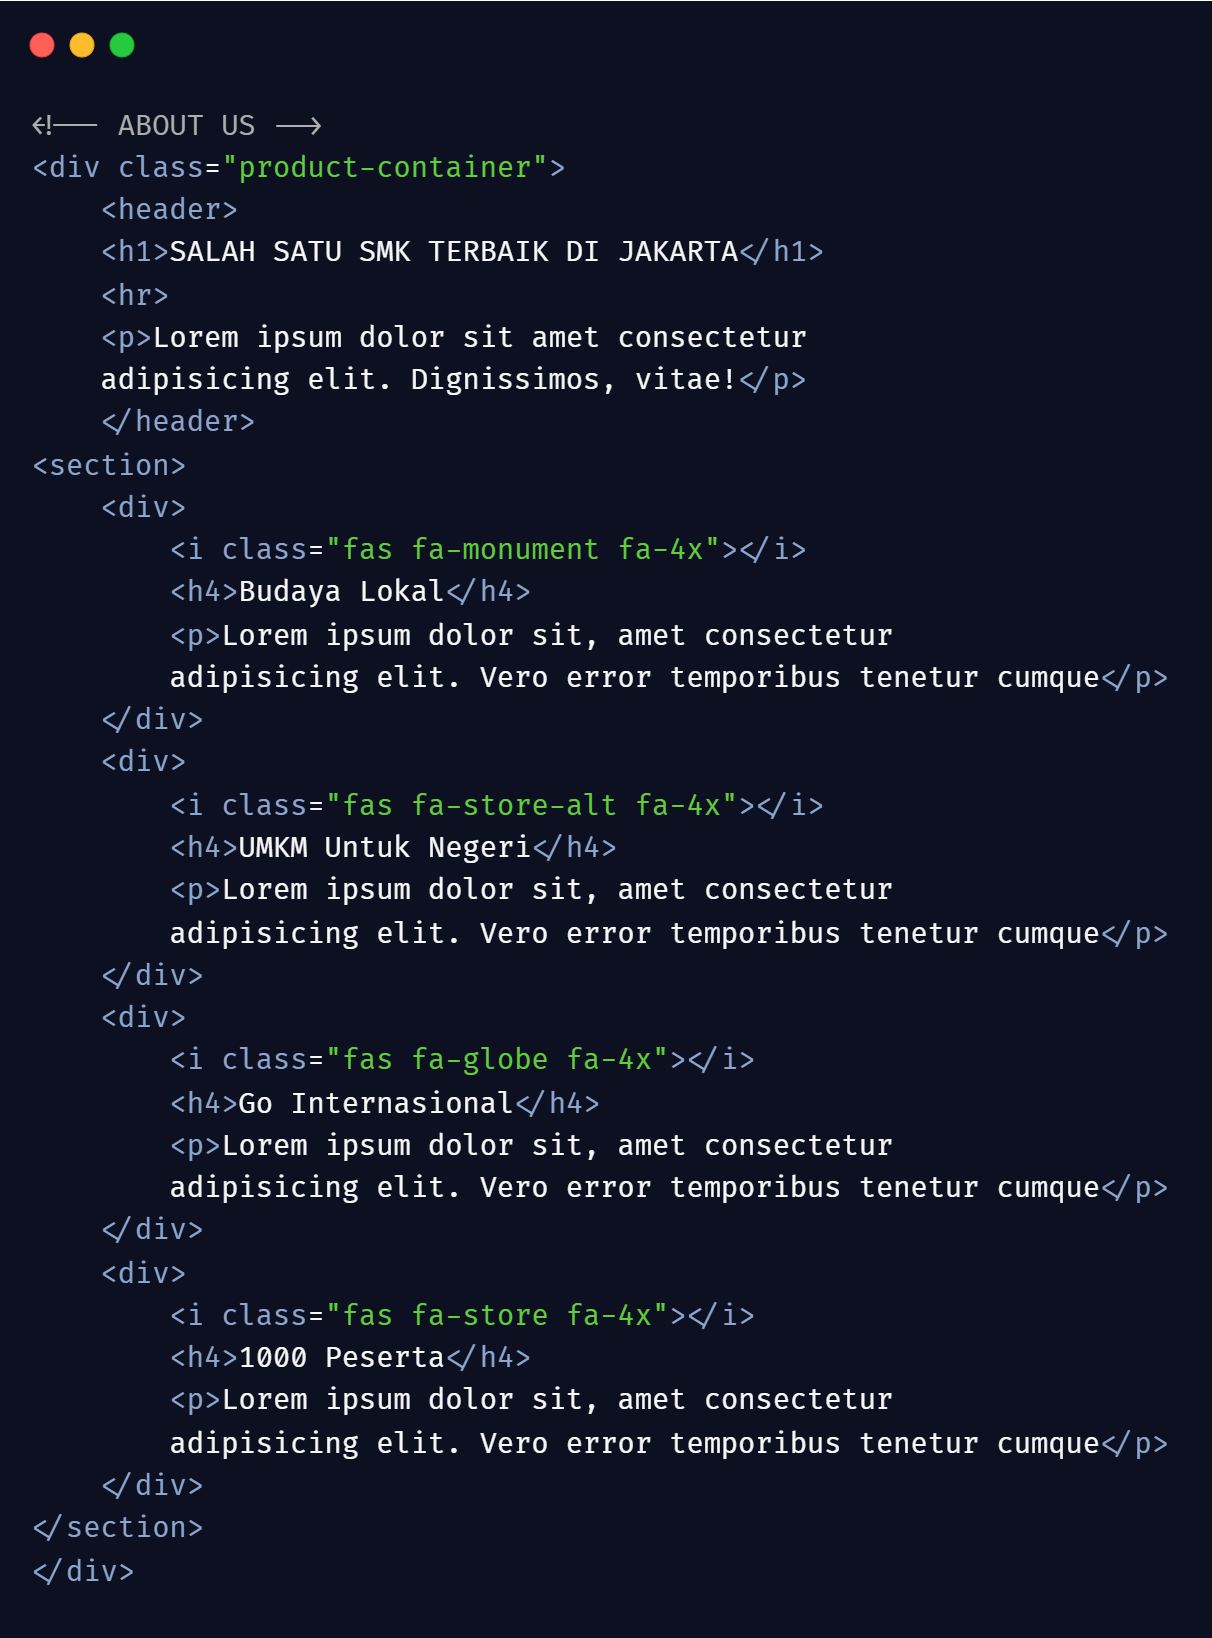 <!-- ABOUT US -->
<div class="product-container">
    <header>
    <h1>SALAH SATU SMK TERBAIK DI JAKARTA</h1>
    <hr>
    <p>Lorem ipsum dolor sit amet consectetur
    adipisicing elit. Dignissimos, vitae!</p>
    </header>
<section>
    <div>
        <i class="fas fa-monument fa-4x"></i>
        <h4>Budaya Lokal</h4>
        <p>Lorem ipsum dolor sit, amet consectetur
        adipisicing elit. Vero error temporibus tenetur cumque</p>
    </div>
    <div>
        <i class="fas fa-store-alt fa-4x"></i>
        <h4>UMKM Untuk Negeri</h4>
        <p>Lorem ipsum dolor sit, amet consectetur
        adipisicing elit. Vero error temporibus tenetur cumque</p>
    </div>
    <div>
        <i class="fas fa-globe fa-4x"></i>
        <h4>Go Internasional</h4>
        <p>Lorem ipsum dolor sit, amet consectetur
        adipisicing elit. Vero error temporibus tenetur cumque</p>
    </div>
    <div>
        <i class="fas fa-store fa-4x"></i>
        <h4>1000 Peserta</h4>
        <p>Lorem ipsum dolor sit, amet consectetur
        adipisicing elit. Vero error temporibus tenetur cumque</p>
    </div>
</section>
</div>